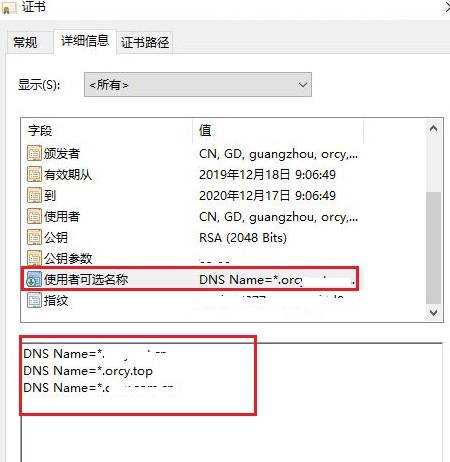 证书
常规
详细信息
证书路径
显示(S):
<所有>
字段 值
颁发者 CN, GD, guangzhou, orcy,...
有效期从 2019年12月18日 9:06:49
到 2020年12月17日 9:06:49
使用者 CN, GD, guangzhou, orcy,...
公钥 RSA (2048 Bits)
公钥参数
使用者可选名称 DNS Name=*.orcy
指纹
DNS Name=*.
DNS Name=*.orcy.top
DNS Name=*.